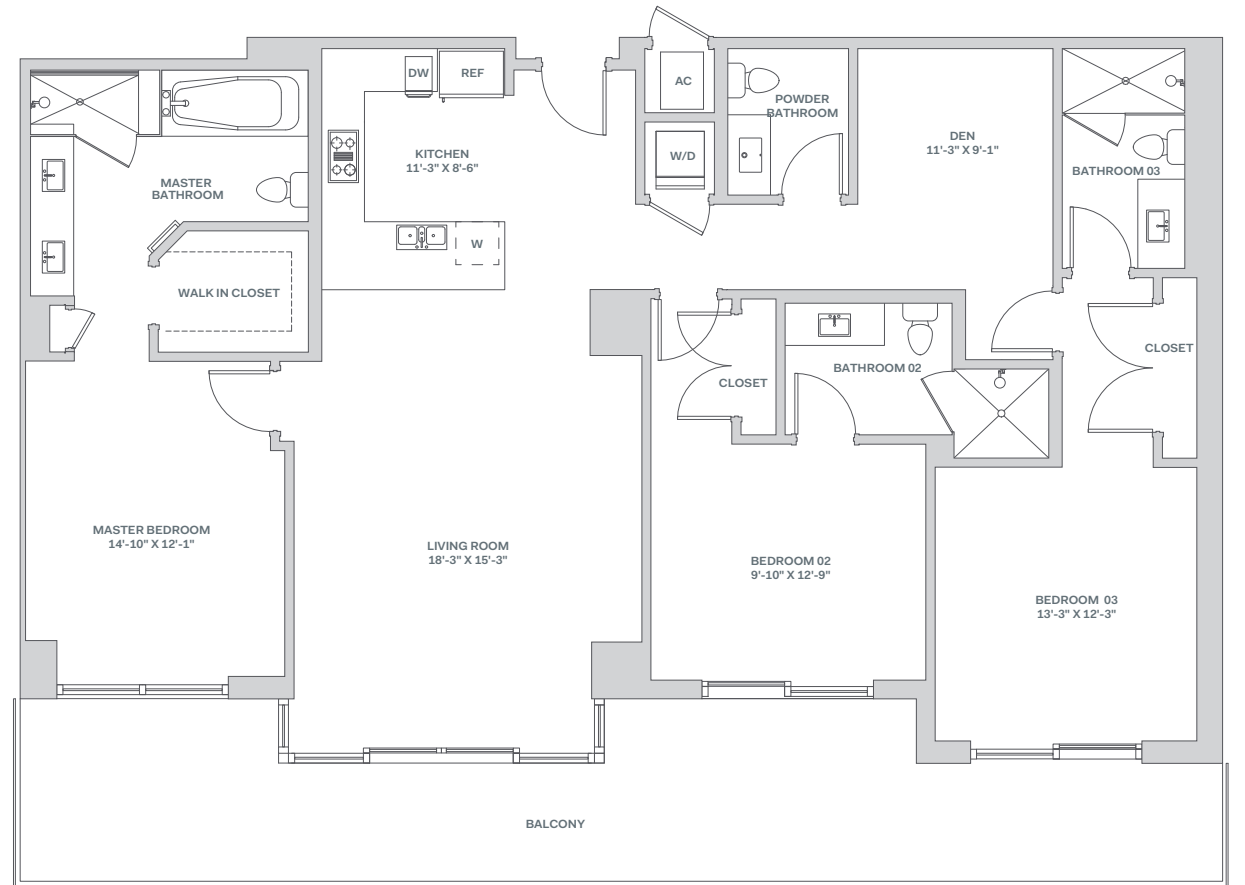 DW
REF
AC
POWDER
BATHROOM
KITCHEN
11'-3" X 8'-6"
W/D
DEN
11'-3" X 9'-1"
BATHROOM 03
MASTER
BATHROOM
W
WALK IN CLOSET
CLOSET
BATHROOM 02
CLOSET
MASTER BEDROOM
14'-10" X 12'-1"
LIVING ROOM
18'-3" X 15'-3"
BEDROOM 02
9'-10" X 12'-9"
BEDROOM 03
13'-3" X 12'-3"
BALCONY